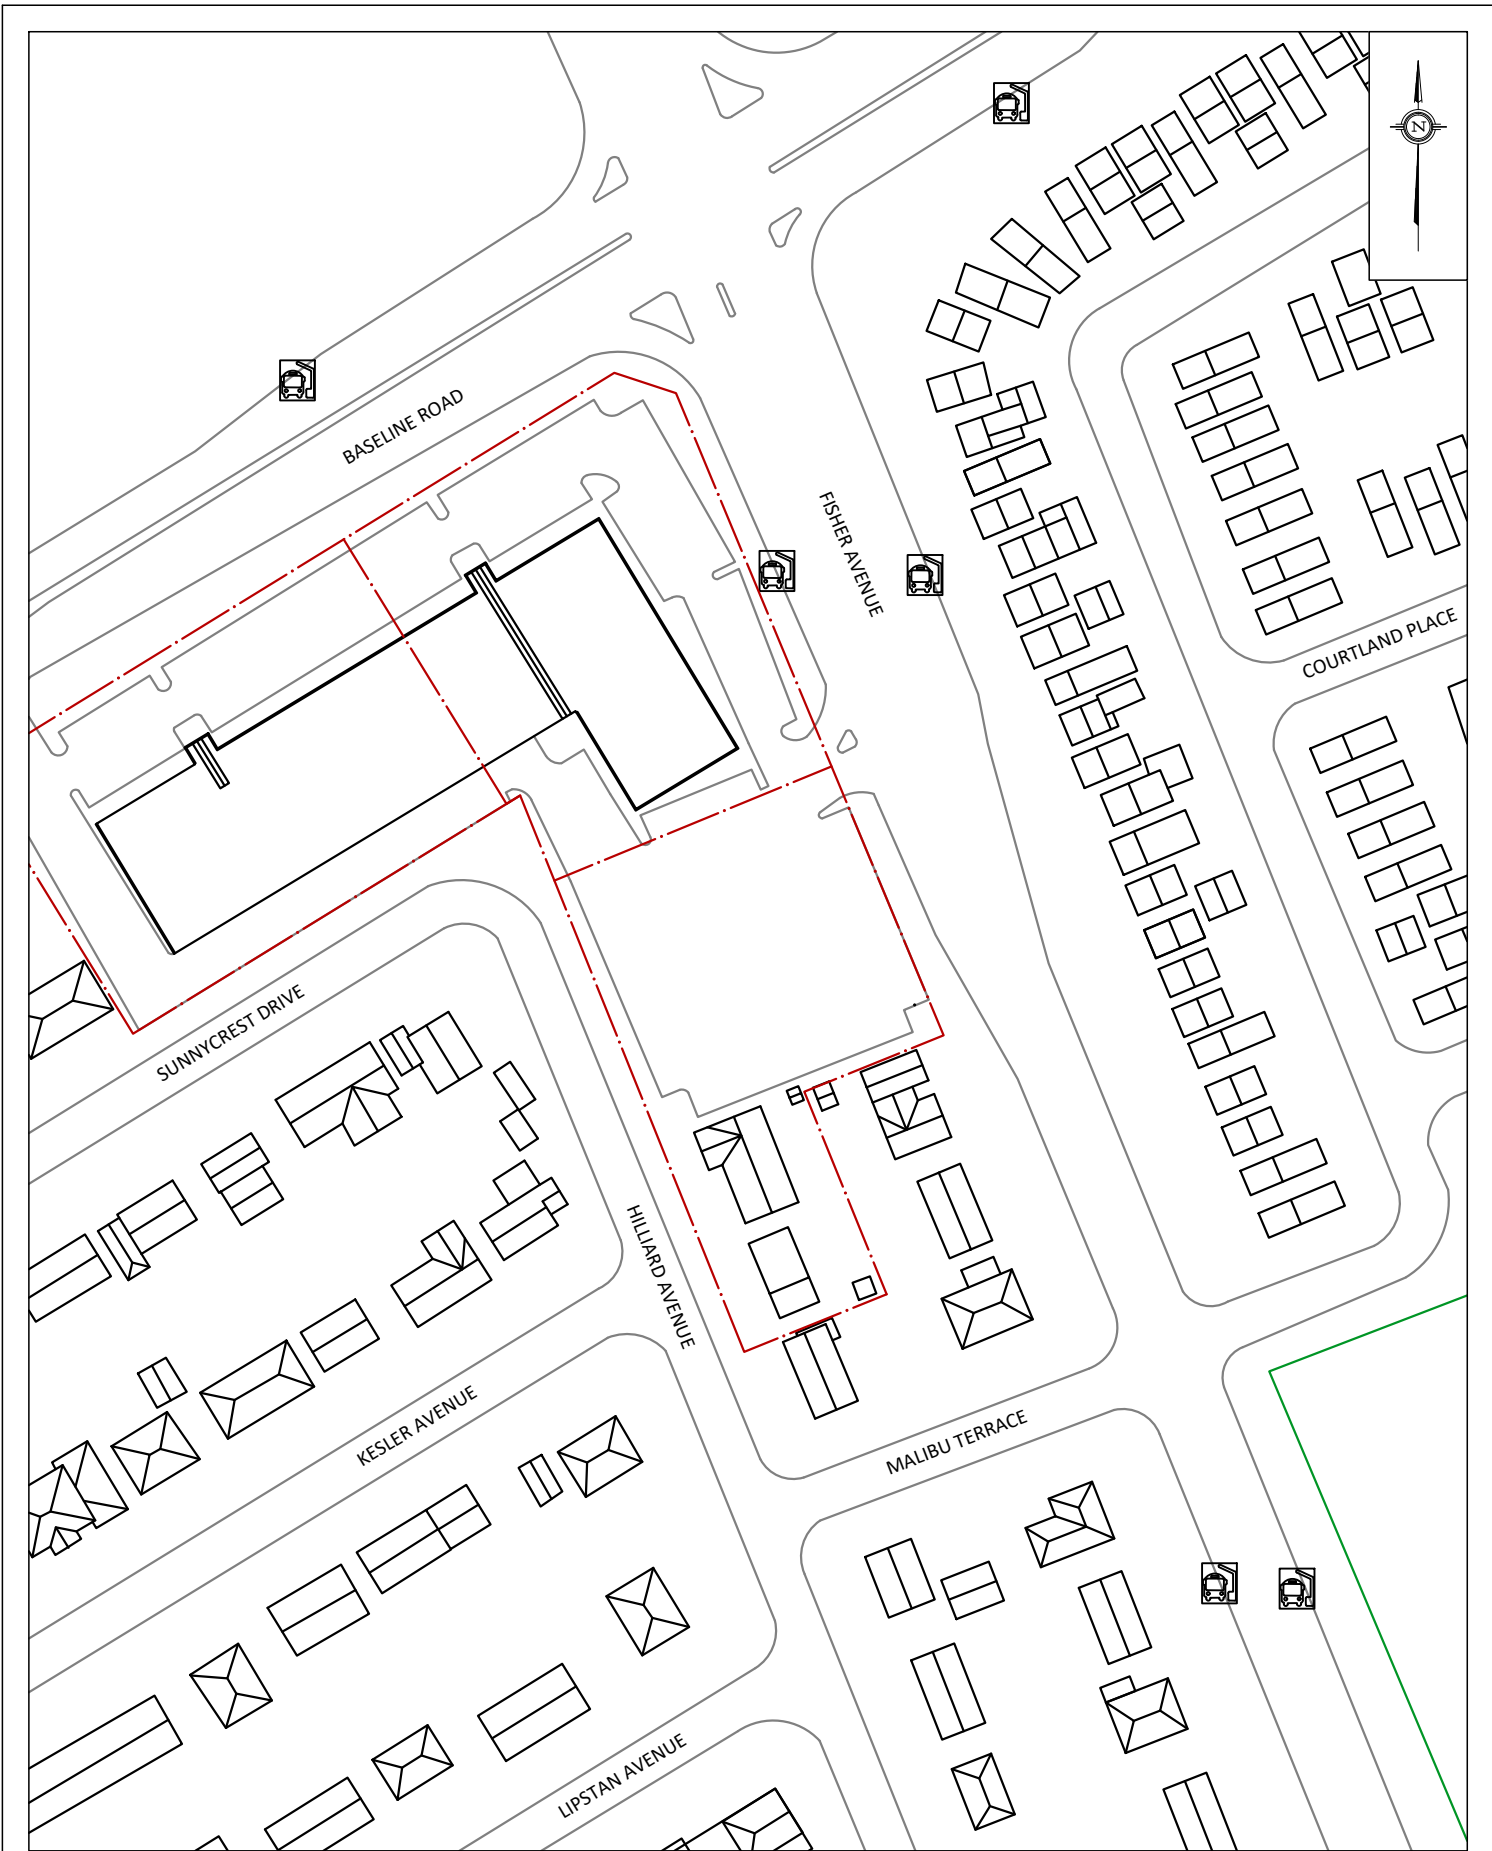 N
BASELINE ROAD
FISHER AVENUE
COURTLAND PLACE
SUNNYCREST DRIVE
HILLIARD AVENUE
KESLER AVENUE
MALIBU TERRACE
LIPSTAN AVENUE